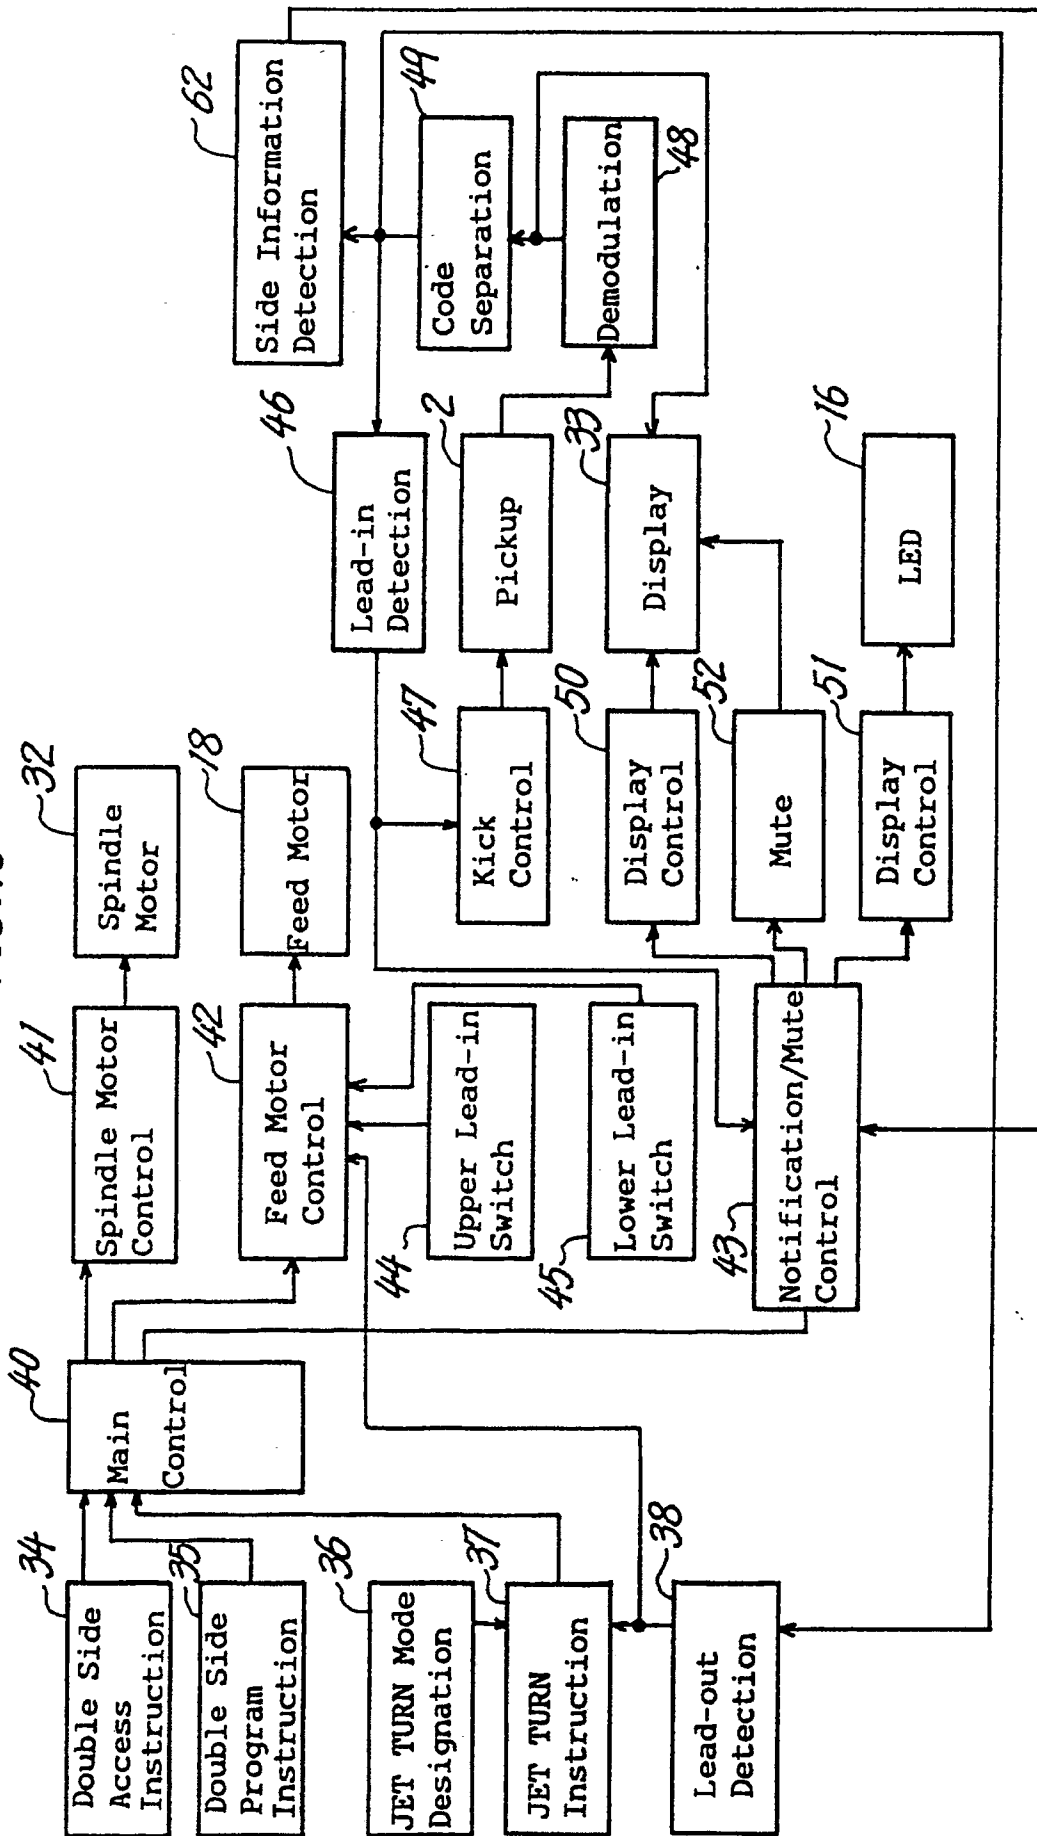 34
Double Side
Access
Instruction
35
Double Side
Program
Instruction
36
JET TURN Mode
Designation
37
JET TURN
Instruction
38
Lead-out
Detection
40
Main
Control
41
Spindle Motor
Control
42
Feed Motor
Control
44
Upper Lead-in
Switch
45
Lower Lead-in
Switch
43
Notification/Mute
Control
32
Spindle
Motor
18
Feed Motor
47
Kick
Control
50
Display
Control
52
Mute
51
Display
Control
46
Lead-in
Detection
2
Pickup
33
Display
16
LED
62
Side Information
Detection
49
Code
Separation
Demodulation
48